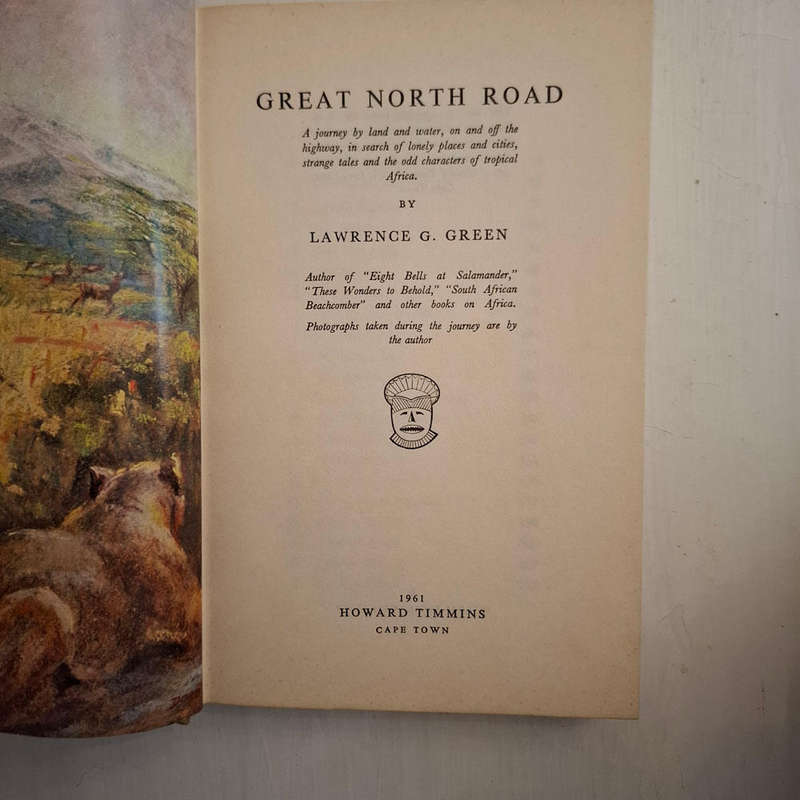 GREAT NORTH ROAD
A journey by land and water, on and off the
highway, in search of lonely places and cities,
strange tales and the odd characters of tropical
Africa.
BY
LAWRENCE G. GREEN
Author of "Eight Bells at Salamander,"
"These Wonders to Behold," "South African
Beachcomber" and other books on Africa.
Photographs taken during the journey are by
the author
1961
HOWARD TIMMINS
CAPE TOWN